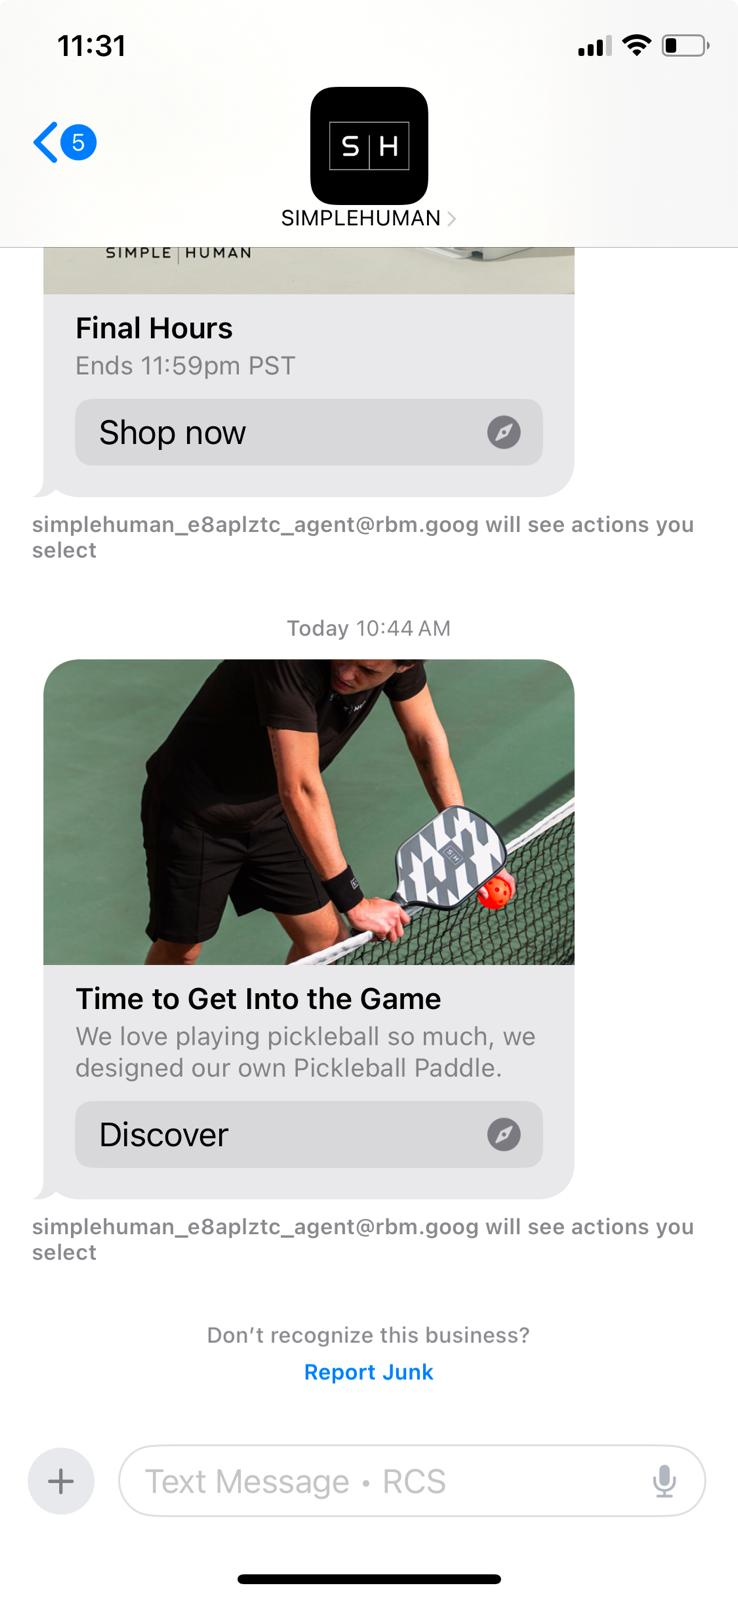 11:31
5
S|H
SIMPLEHUMAN
SIMPLE|HUMAN
Final Hours
Ends 11:59pm PST
Shop now
simplehuman_e8aplztc_agent@rbm.goog will see actions you
select
Today 10:44 AM
S|H
Time to Get Into the Game
We love playing pickleball so much, we
designed our own Pickleball Paddle.
Discover
simplehuman_e8aplztc_agent@rbm.goog will see actions you
select
Don’t recognize this business?
Report Junk
Text Message • RCS